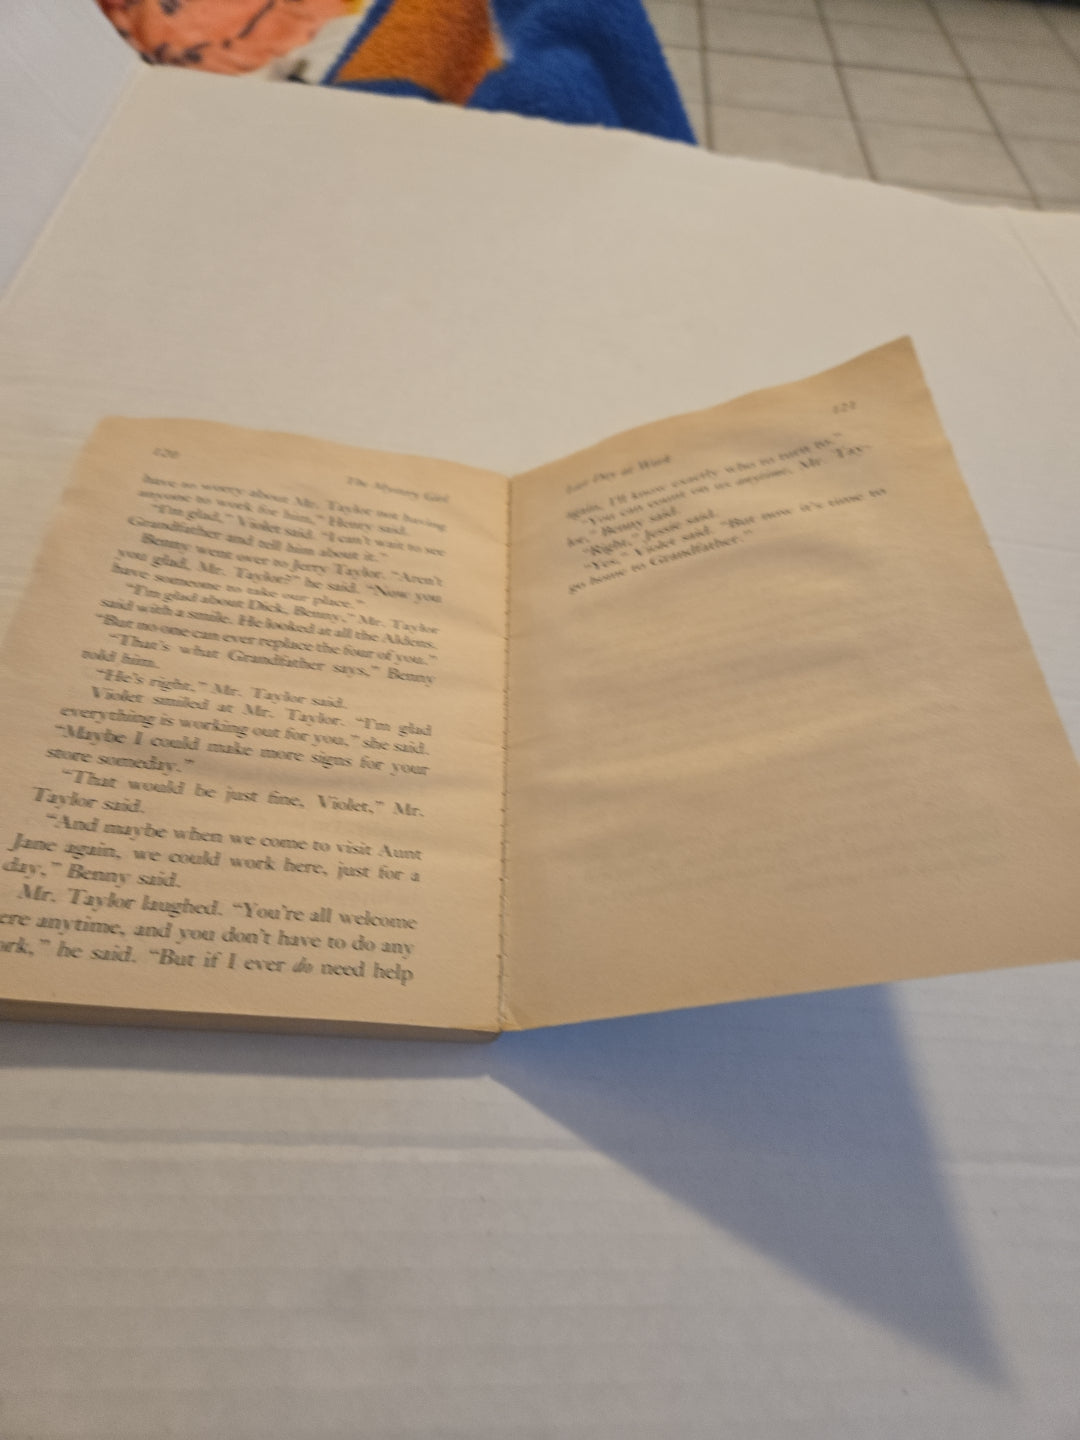 120
The Mystery Girl
have to worry about Mr. Taylor not having
anyone to work for him," Henry said.
"I'm glad," Violet said. "I can't wait to see
Grandfather and tell him about it."
Benny went over to Jerry Taylor. "Aren't
you glad, Mr. Taylor?" he said. "Now you
have someone to take our place."
"I'm glad about Dick, Benny," Mr. Taylor
said with a smile. He looked at all the Aldens.
"But no one can ever replace the four of you."
"That's what Grandfather says," Benny
told him.
"He's right," Mr. Taylor said.
Violet smiled at Mr. Taylor. "I'm glad
everything is working out for you," she said.
"Maybe I could make more signs for your
store someday."
"That would be just fine, Violet," Mr.
Taylor said.
"And maybe when we come to visit Aunt
Jane again, we could work here, just for a
day," Benny said.
Mr. Taylor laughed. "You're all welcome
ere anytime, and you don't have to do any
ork," he said. "But if I ever do need help
121
Last Day at Work
again, I'll know exactly who to turn to."
"You can count on us anytime, Mr. Tay-
lor," Benny said.
"Right," Jessie said.
"Yes," Violet said. "But now it's time to
go home to Grandfather."